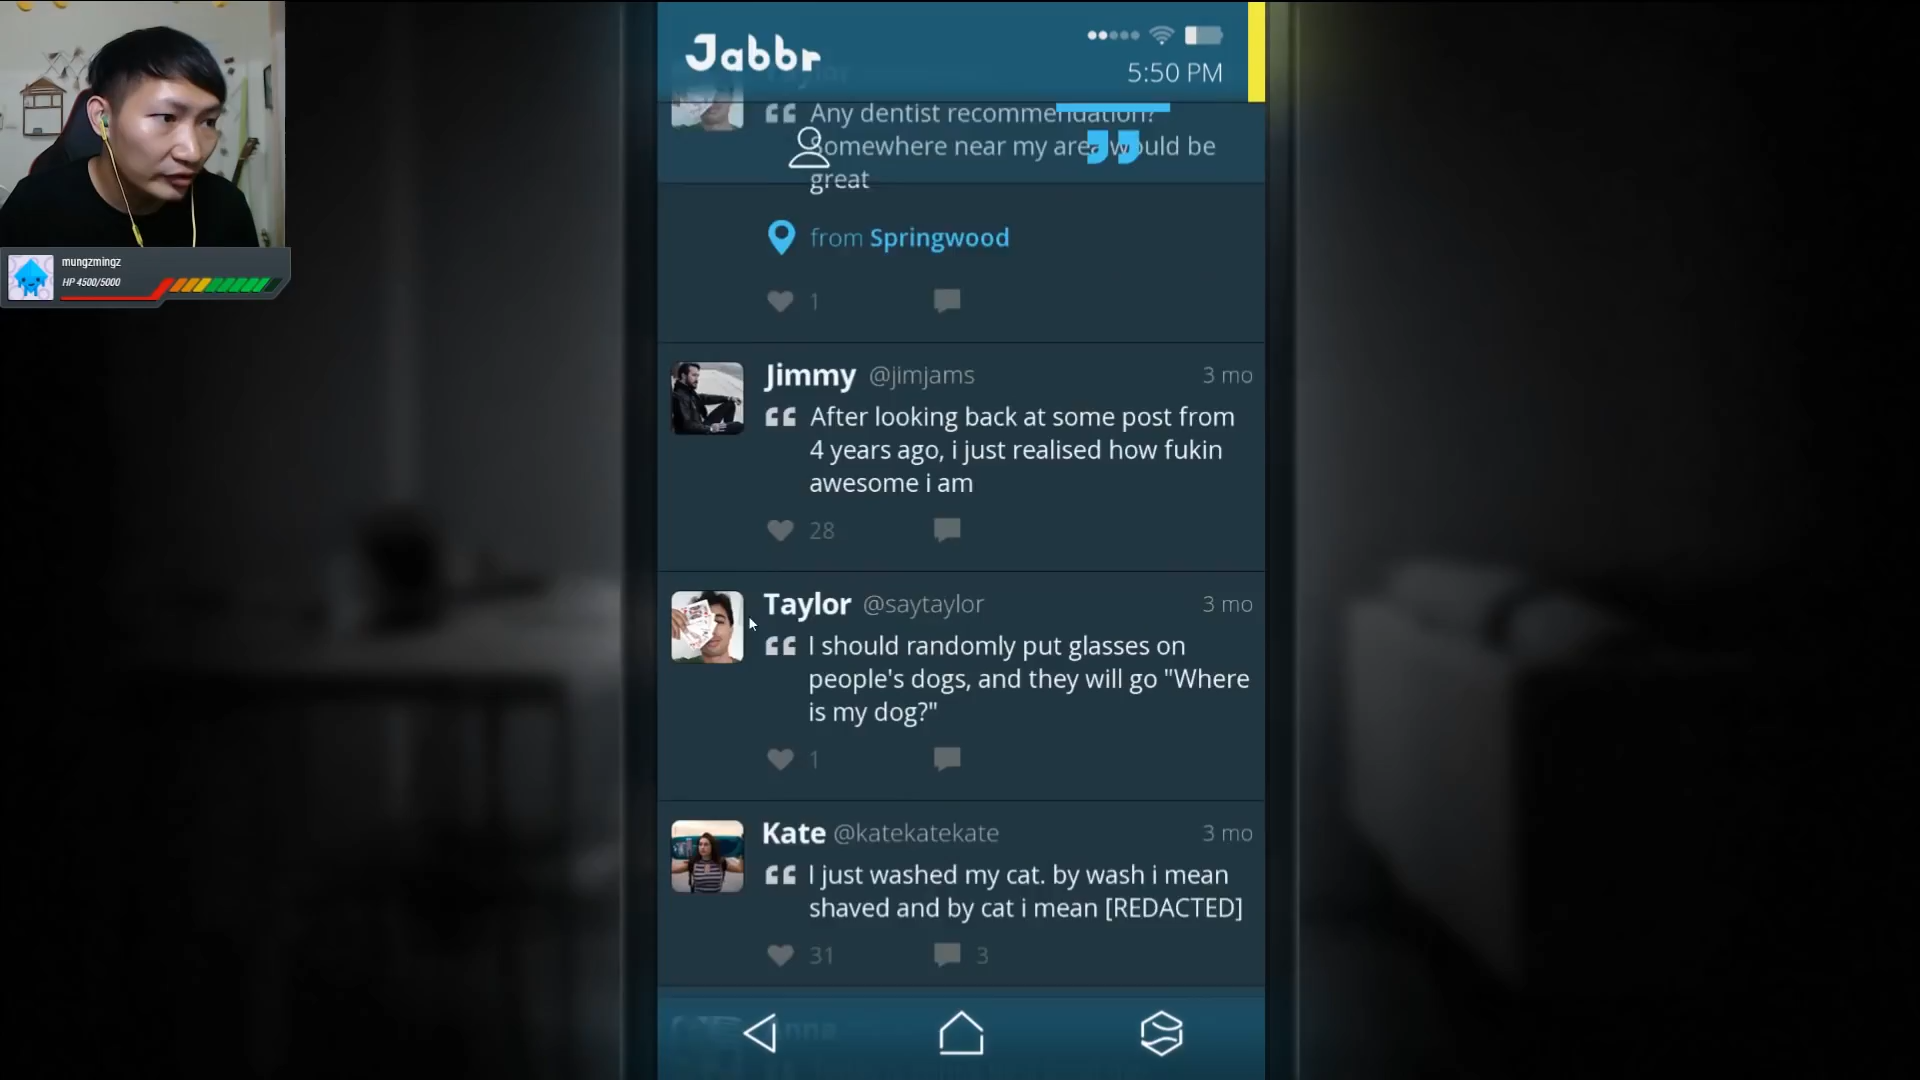 Jabbr
5:50 PM
Any dentist recommendation?
Somewhere near my area would be
great
from Springwood
1
Jimmy @jimjams 3 mo
After looking back at some post from
4 years ago, i just realised how fukin
awesome i am
28
Taylor @saytaylor 3 mo
I should randomly put glasses on
people's dogs, and they will go "Where
is my dog?"
1
Kate @katekatekate 3 mo
I just washed my cat. by wash i mean
shaved and by cat i mean [REDACTED]
31 3
mungzmingz
HP 4500/5000